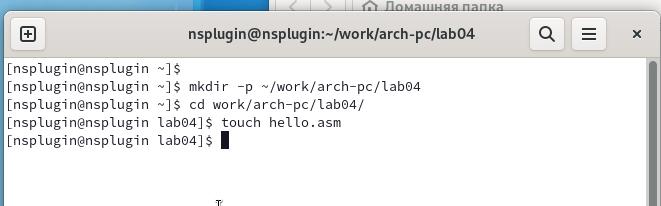 Домашняя папка
nsplugin@nsplugin:~/work/arch-pc/lab04
[nsplugin@nsplugin ~]$
[nsplugin@nsplugin ~]$ mkdir -p ~/work/arch-pc/lab04
[nsplugin@nsplugin ~]$ cd work/arch-pc/lab04/
[nsplugin@nsplugin lab04]$ touch hello.asm
[nsplugin@nsplugin lab04]$